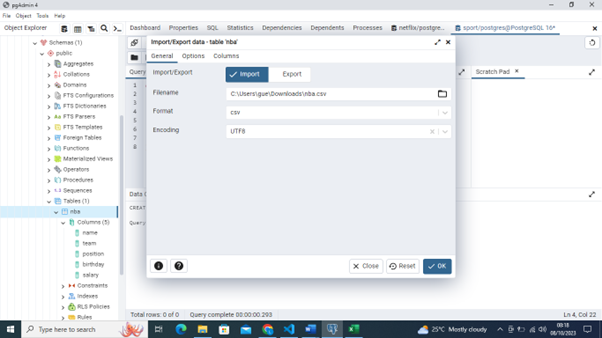 pgAdmin 4
File Object Tools Help
Object Explorer
Dashboard Properties SQL Statistics Dependencies Dependents Processes netflix/postgre... sport/postgres@PostgreSQL 16*
Schemas (1)
public
Aggregates
Collations
Domains
FTS Configurations
FTS Dictionaries
FTS Parsers
FTS Templates
Foreign Tables
Functions
Materialized Views
Operators
Procedures
Sequences
Tables (1)
nba
Columns (5)
name
team
position
birthday
salary
Constraints
Indexes
RLS Policies
Rules
Query
1
2
3
4
5
6
7
8
Data O
CREAT
Query
Scratch Pad
Import/Export data - table 'nba'
General Options Columns
Import/Export
Import Export
Filename
C:\Users\gue\Downloads\nba.csv
Format
csv
Encoding
UTF8
Close Reset OK
Total rows: 0 of 0 Query complete 00:00:00.293
Ln 4, Col 22
Type here to search
25°C Mostly cloudy
08:18
08/10/2023